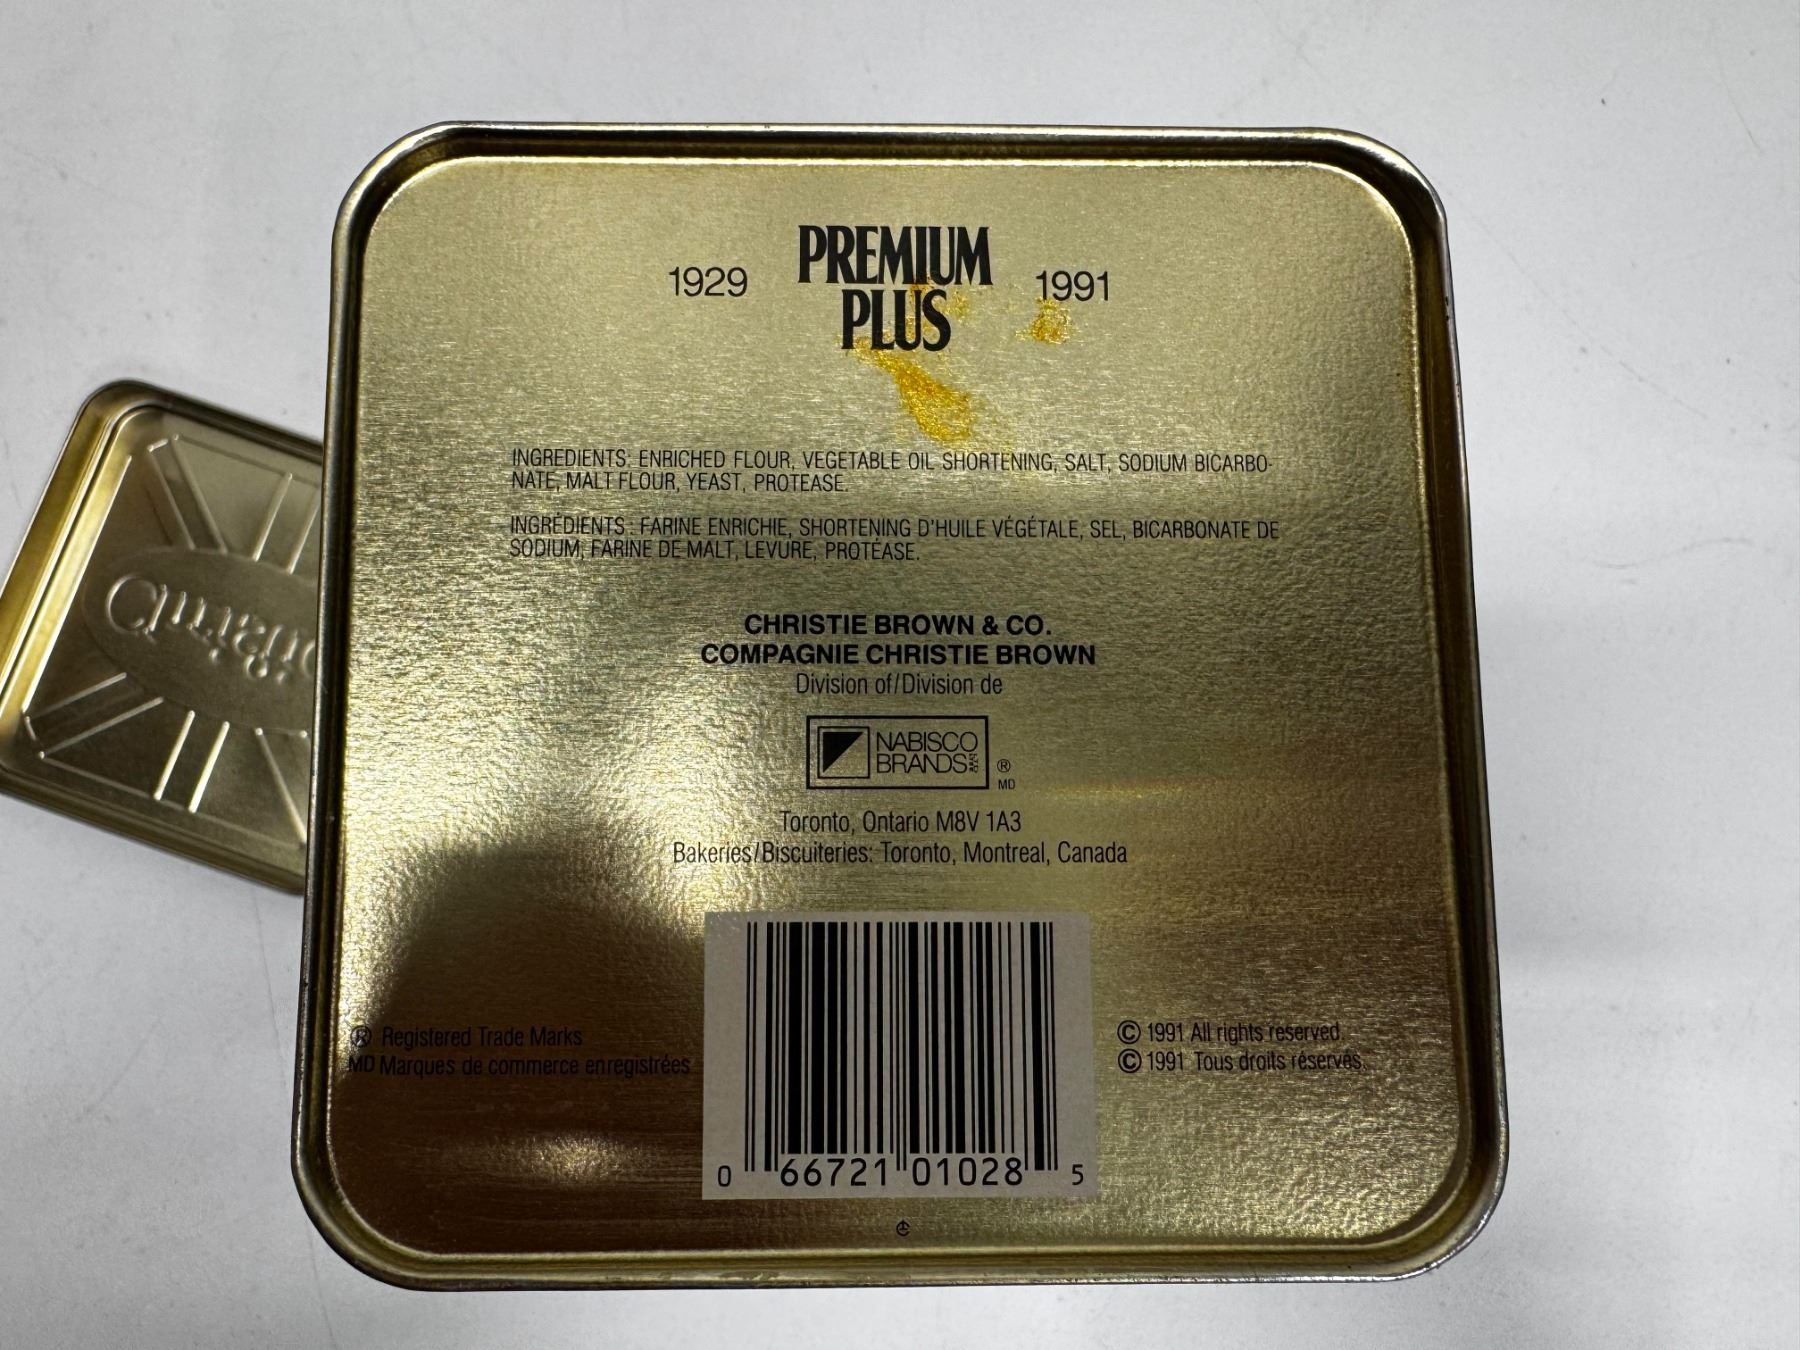 1929 PREMIUM PLUS 1991
INGREDIENTS: ENRICHED FLOUR, VEGETABLE OIL SHORTENING, SALT, SODIUM BICARBO-
NATE, MALT FLOUR, YEAST, PROTEASE.
INGRÉDIENTS : FARINE ENRICHIE, SHORTENING D'HUILE VÉGÉTALE, SEL, BICARBONATE DE
SODIUM, FARINE DE MALT, LEVURE, PROTÉASE.
CHRISTIE BROWN & CO.
COMPAGNIE CHRISTIE BROWN
Division of/Division de
NABISCO
BRANDS
®
MD
Toronto, Ontario M8V 1A3
Bakeries/Biscuiteries: Toronto, Montreal, Canada
® Registered Trade Marks
MD Marques de commerce enregistrées
© 1991 All rights reserved.
© 1991 Tous droits réservés.
0 66721 01028 5
Christie